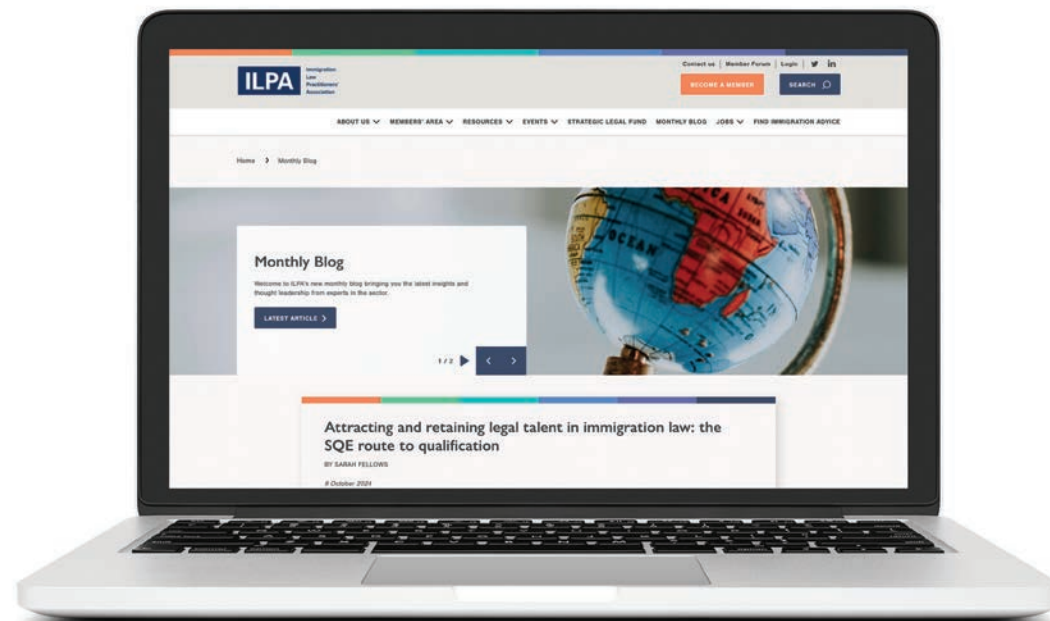 Contact us | Member Forum | Login |
ILPA
Immigration
Law
Practitioners'
Association
BECOME A MEMBER
SEARCH
ABOUT US MEMBERS' AREA RESOURCES EVENTS STRATEGIC LEGAL FUND MONTHLY BLOG JOBS FIND IMMIGRATION ADVICE
Home > Monthly Blog
Monthly Blog
Welcome to ILPA's new monthly blog bringing you the latest insights and
thought leadership from experts in the sector.
LATEST ARTICLE >
1 / 2
OCEAN
Attracting and retaining legal talent in immigration law: the
SQE route to qualification
BY SARAH FELLOWS